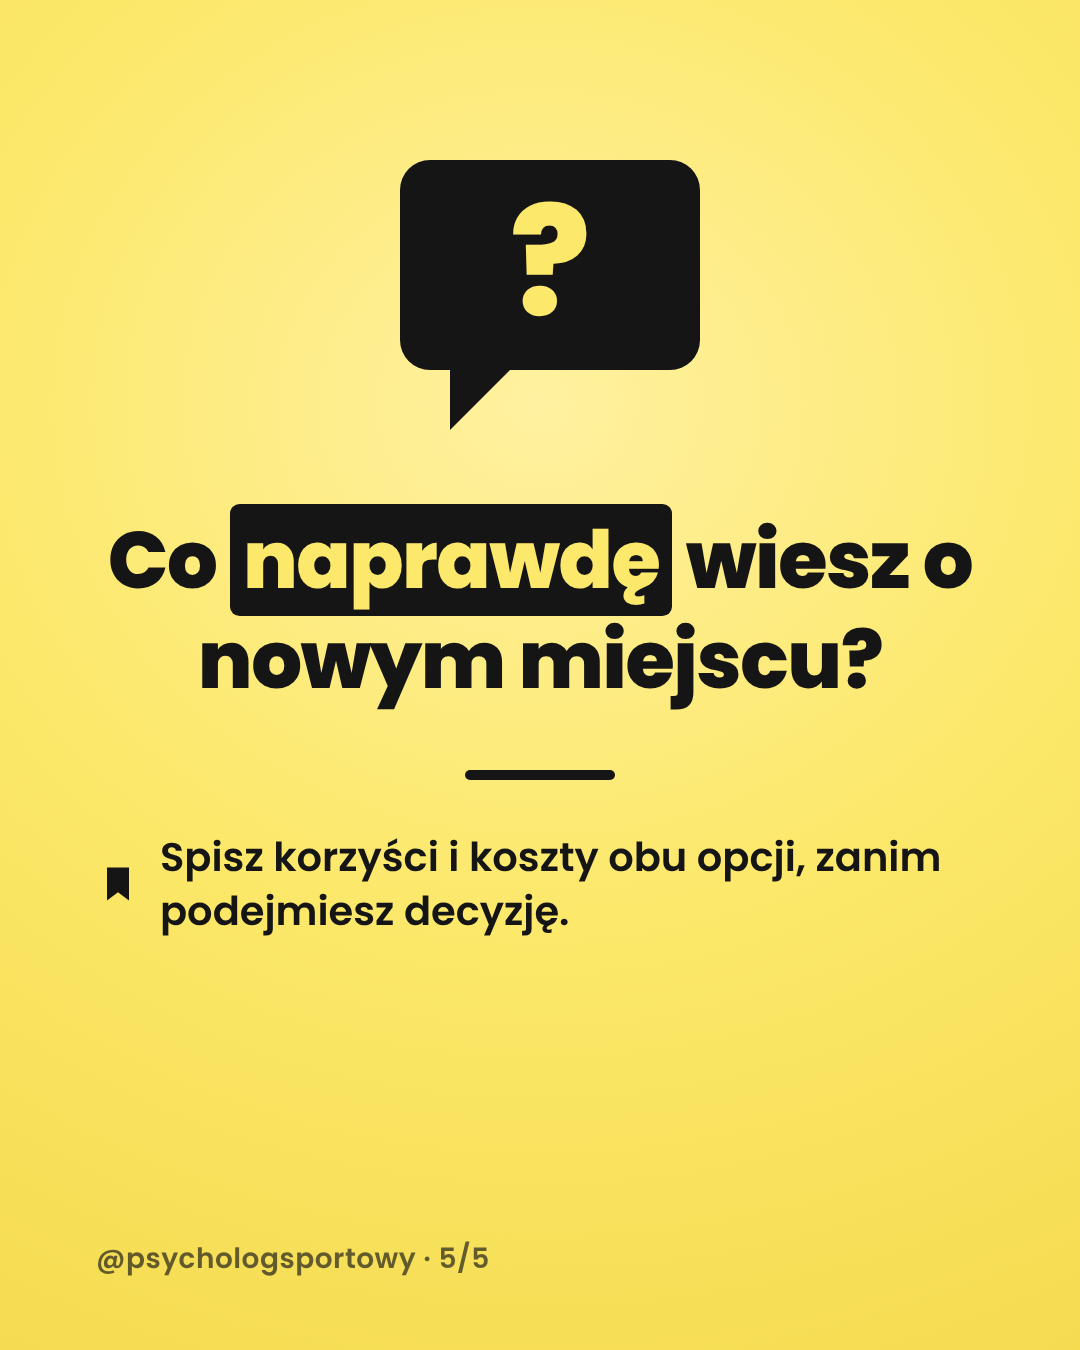 ?
Co naprawdę wiesz o
nowym miejscu?
Spisz korzyści i koszty obu opcji, zanim
podejmiesz decyzję.
@psychologsportowy · 5/5